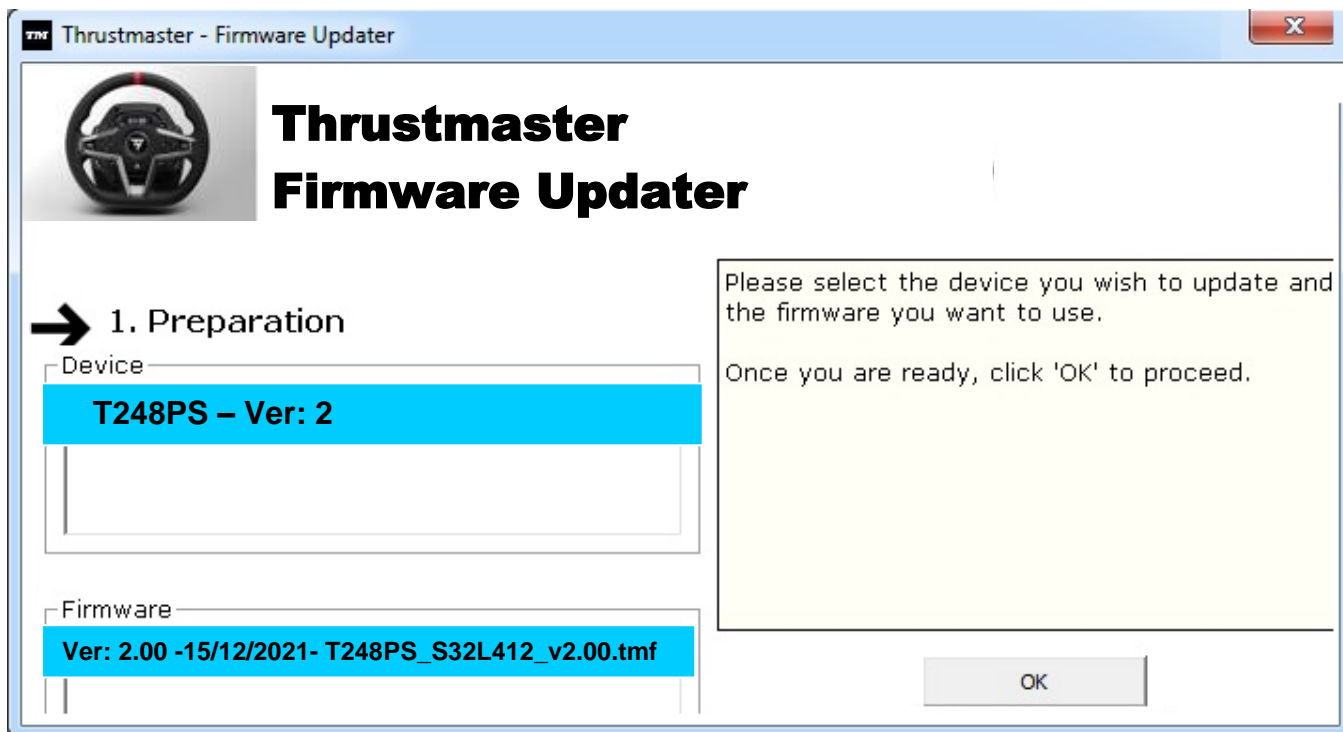 Thrustmaster - Firmware Updater
X
Thrustmaster
Firmware Updater
1. Preparation
Device
T248PS – Ver: 2
Firmware
Ver: 2.00 -15/12/2021- T248PS_S32L412_v2.00.tmf
Please select the device you wish to update and
the firmware you want to use.
Once you are ready, click 'OK' to proceed.
OK